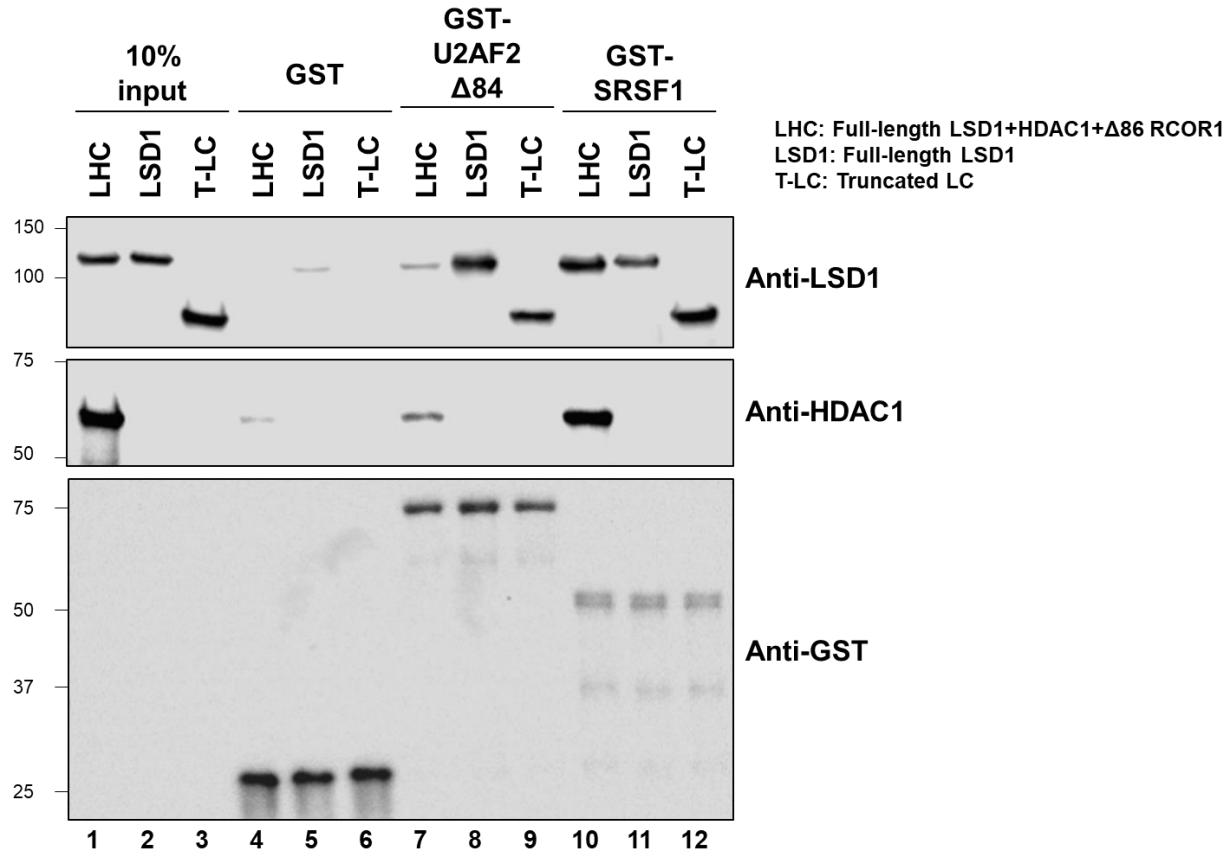 10%
input
GST
GST-
U2AF2
Δ84
GST-
SRSF1
LHC
LSD1
T-LC
LHC
LSD1
T-LC
LHC
LSD1
T-LC
LHC
LSD1
T-LC
LHC: Full-length LSD1+HDAC1+Δ86 RCOR1
LSD1: Full-length LSD1
T-LC: Truncated LC
150
100
Anti-LSD1
75
50
Anti-HDAC1
75
50
37
25
Anti-GST
1 2 3 4 5 6 7 8 9 10 11 12